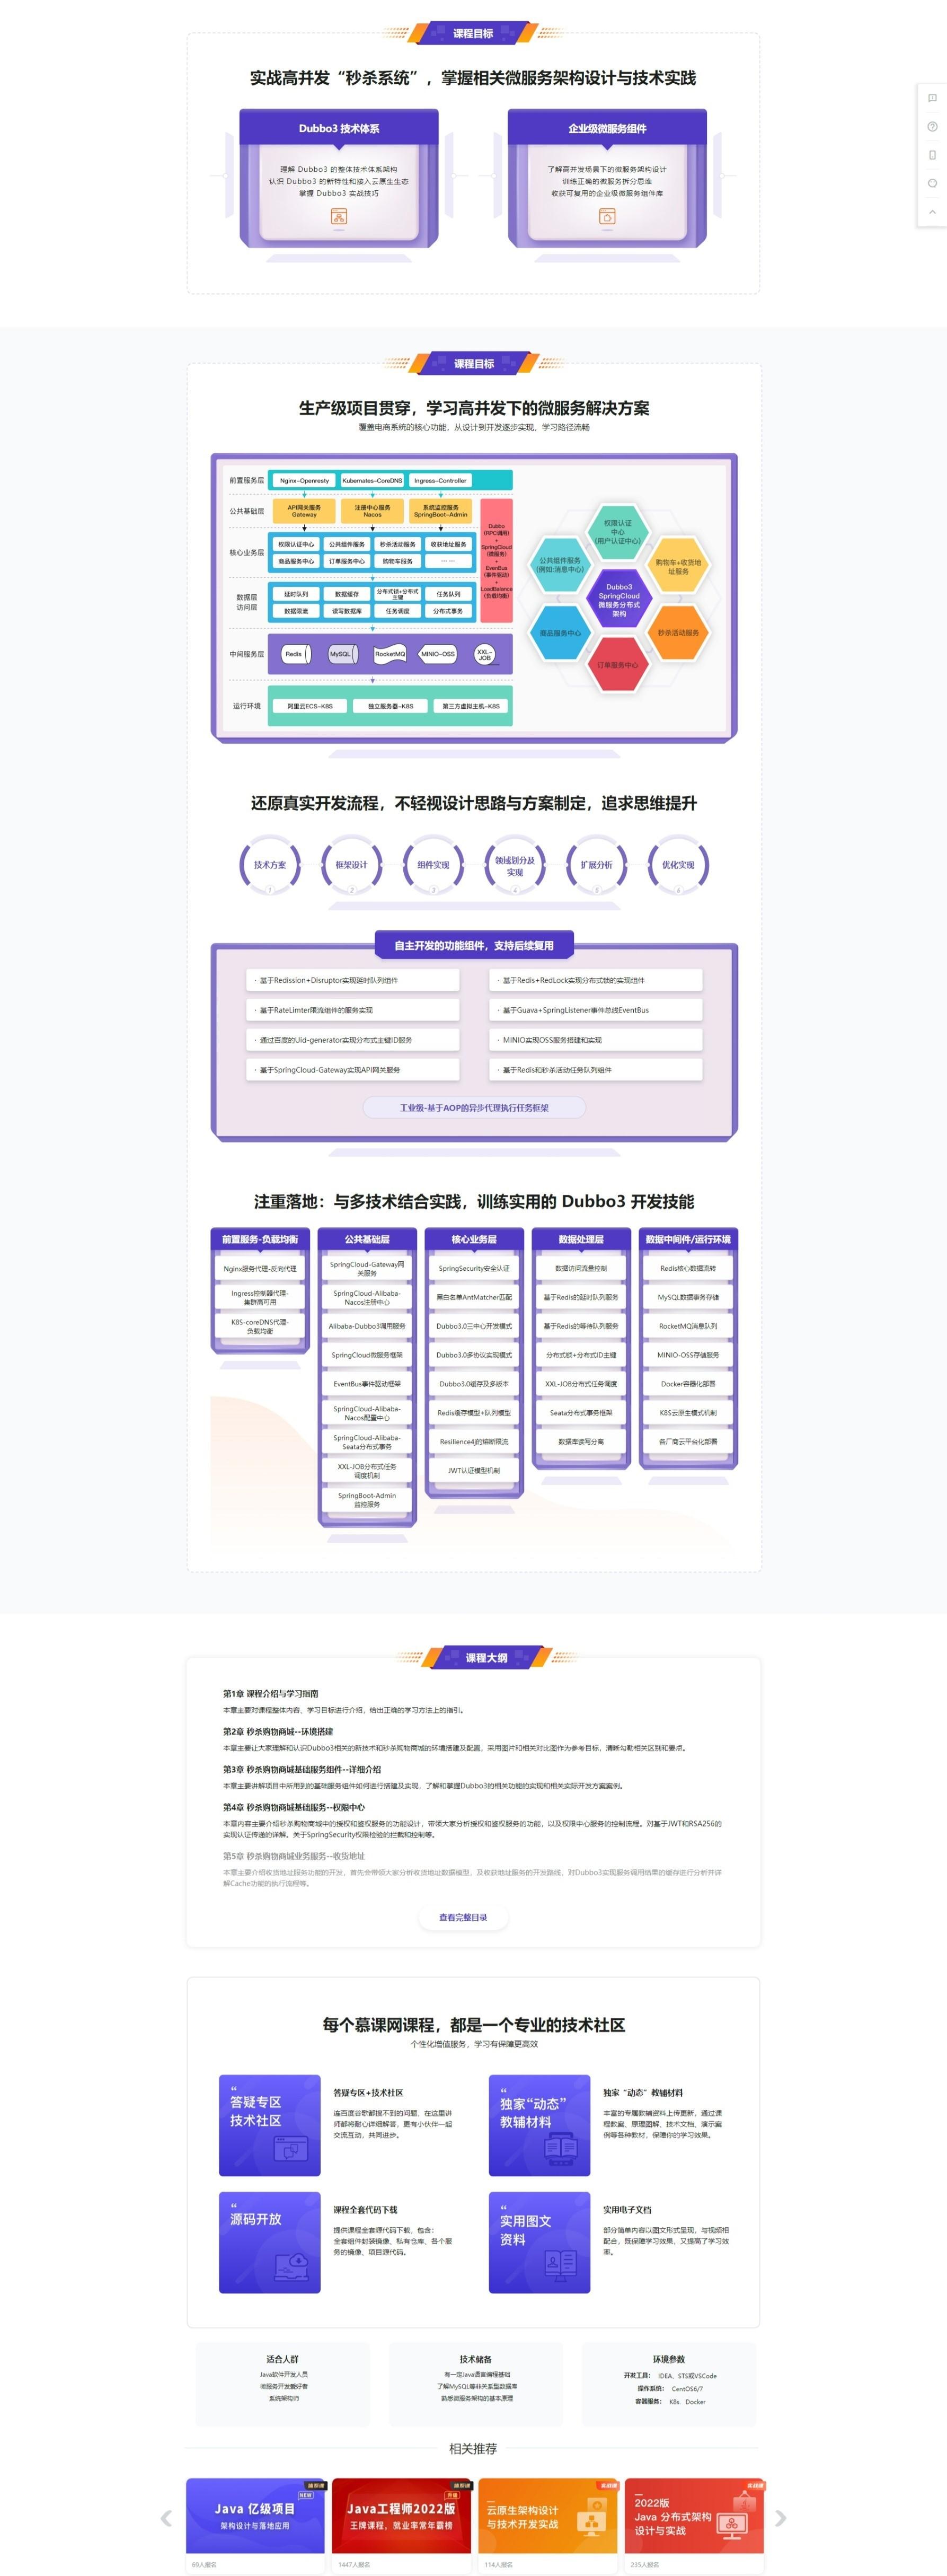 课程目标
实战高并发“秒杀系统”，掌握相关微服务架构设计与技术实践
Dubbo3 技术体系
理解 Dubbo3 的整体技术体系架构
认识 Dubbo3 的新特性和接入云原生生态
掌握 Dubbo3 实战技巧
企业级微服务组件
了解高并发场景下的微服务架构设计
训练正确的微服务拆分思维
收获可复用的企业级微服务组件库
课程目标
生产级项目贯穿，学习高并发下的微服务解决方案
覆盖电商系统的核心功能，从设计到开发逐步实现，学习路径流畅
前置服务层
Nginx-Openresty
Kubernates-CoreDNS
Ingress-Controller
公共基础层
API网关服务
Gateway
注册中心服务
Nacos
系统监控服务
SpringBoot-Admin
核心业务层
权限认证中心
公共组件服务
秒杀活动服务
收获地址服务
商品服务中心
订单服务中心
购物车服务
... ...
数据层
访问层
延时队列
数据缓存
分布式锁+分布式
主键
任务队列
数据限流
读写数据库
任务调度
分布式事务
Dubbo
(RPC调用)
+
SpringCloud
(微服务)
+
EvenBus
(事件驱动)
+
LoadBalance
(负载均衡)
中间服务层
Redis
MySQL
RocketMQ
MINIO-OSS
XXL-
JOB
运行环境
阿里云ECS-K8S
独立服务器-K8S
第三方虚拟主机-K8S
权限认证
中心
(用户认证中心)
公共组件服务
(例如:消息中心)
购物车+收货地
址服务
Dubbo3
SpringCloud
微服务分布式
架构
商品服务中心
秒杀活动服务
订单服务中心
还原真实开发流程，不轻视设计思路与方案制定，追求思维提升
技术方案
1
框架设计
2
组件实现
3
领域划分及
实现
4
扩展分析
5
优化实现
6
自主开发的功能组件，支持后续复用
· 基于Redission+Disruptor实现延时队列组件
· 基于Redis+RedLock实现分布式锁的实现组件
· 基于RateLimter限流组件的服务实现
· 基于Guava+SpringListener事件总线EventBus
· 通过百度的Uid-generator实现分布式主键ID服务
· MINIO实现OSS服务搭建和实现
· 基于SpringCloud-Gateway实现API网关服务
· 基于Redis和秒杀活动任务队列组件
工业级-基于AOP的异步代理执行任务框架
注重落地：与多技术结合实践，训练实用的 Dubbo3 开发技能
前置服务-负载均衡
Nginx服务代理-反向代理
Ingress控制器代理-
集群高可用
K8S-coreDNS代理-
负载均衡
公共基础层
SpringCloud-Gateway网
关服务
SpringCloud-Alibaba-
Nacos注册中心
Alibaba-Dubbo3调用服务
SpringCloud微服务框架
EventBus事件驱动框架
SpringCloud-Alibaba-
Nacos配置中心
SpringCloud-Alibaba-
Seata分布式事务
XXL-JOB分布式任务
调度机制
SpringBoot-Admin
监控服务
核心业务层
SpringSecurity安全认证
黑白名单AntMatcher匹配
Dubbo3.0三中心开发模式
Dubbo3.0多协议实现模式
Dubbo3.0缓存及多版本
Redis缓存模型+队列模型
Resilience4j的熔断限流
JWT认证模型机制
数据处理层
数据访问流量控制
基于Redis的延时队列服务
基于Redis的等待队列服务
分布式锁+分布式ID主键
XXL-JOB分布式任务调度
Seata分布式事务框架
数据库读写分离
数据中间件/运行环境
Redis核心数据流转
MySQL数据事务存储
RocketMQ消息队列
MINIO-OSS存储服务
Docker容器化部署
K8S云原生模式机制
各厂商云平台化部署
课程大纲
第1章 课程介绍与学习指南
本章主要对课程整体内容、学习目标进行介绍，给出正确的学习方法上的指引。
第2章 秒杀购物商城--环境搭建
本章主要让大家理解和认识Dubbo3相关的新技术和秒杀购物商城的环境搭建及配置，采用图片和相关对比图作为参考目标，清晰勾勒相关区别和要点。
第3章 秒杀购物商城基础服务组件--详细介绍
本章主要讲解项目中所用到的基础服务组件如何进行搭建及实现，了解和掌握Dubbo3的相关功能的实现和相关实际开发方案案例。
第4章 秒杀购物商城基础服务--权限中心
本章内容主要介绍秒杀购物商城中的授权和鉴权服务的功能设计，带领大家分析授权和鉴权服务的功能，以及权限中心服务的控制流程。对基于JWT和RSA256的
实现认证传递的详解。关于SpringSecurity权限检验的拦截和控制等。
第5章 秒杀购物商城业务服务--收货地址
本章主要介绍收货地址服务功能的开发，首先会带领大家分析收货地址数据模型，及收获地址服务的开发路线，对Dubbo3实现服务调用结果的缓存进行分析并详
解Cache功能的执行流程等。
查看完整目录
每个慕课网课程，都是一个专业的技术社区
个性化增值服务，学习有保障更高效
“
答疑专区
技术社区
答疑专区+技术社区
连百度谷歌都搜不到的问题，在这里讲
师都将耐心详细解答，更有小伙伴一起
交流互动，共同进步。
“
独家“动态”
教辅材料
独家“动态”教辅材料
丰富的专属教辅资料上传更新，通过课
程教案、原理图解、技术文档、演示案
例等各种教材，保障你的学习效果。
“
源码开放
课程全套代码下载
提供课程全套源代码下载，包含：
全套组件封装镜像、私有仓库、各个服
务的镜像、项目源代码。
“
实用图文
资料
实用电子文档
部分简单内容以图文形式呈现，与视频相
配合，既保障学习效果，又提高了学习效
率。
适合人群
Java软件开发人员
微服务开发爱好者
系统架构师
技术储备
有一定Java语言编程基础
了解MySQL等非关系型数据库
熟悉微服务架构的基本原理
环境参数
开发工具： IDEA、STS或VSCode
操作系统： CentOS6/7
容器服务： K8s、Docker
相关推荐
体系课
NEW
Java 亿级项目
架构设计与落地应用
69人报名
体系课
升级
Java工程师2022版
王牌课程，就业率常年霸榜
1447人报名
实战课
云原生架构设计
与技术开发实战
114人报名
实战课
2022版
Java 分布式架构
设计与实战
235人报名